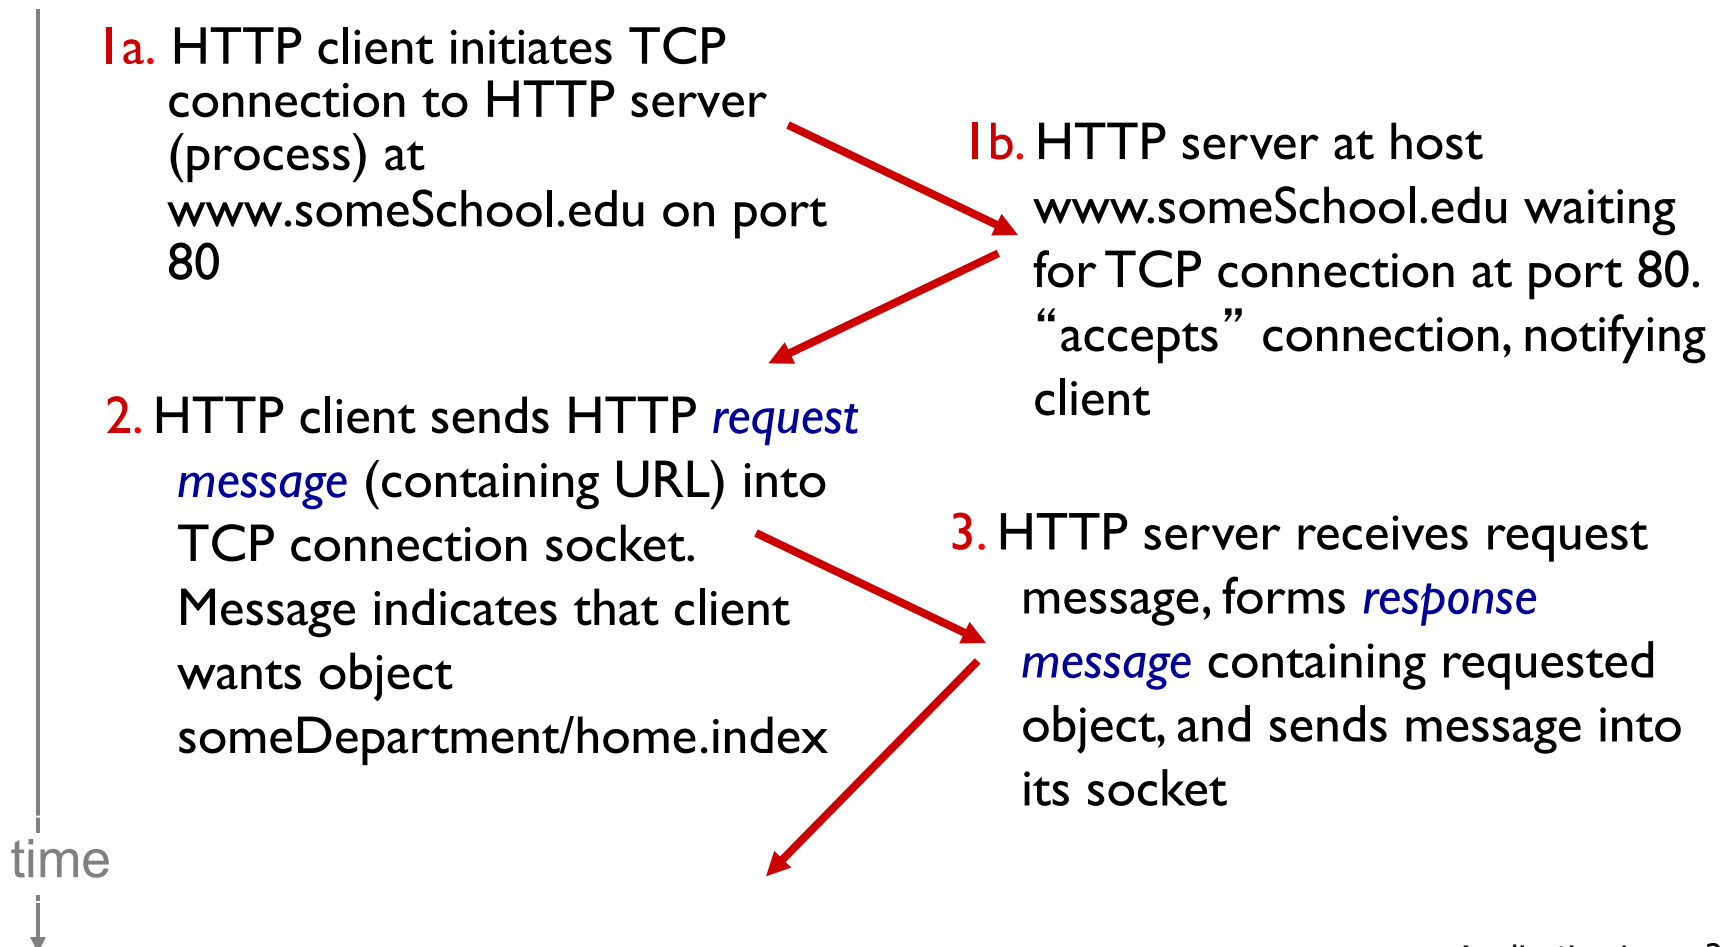 1a. HTTP client initiates TCP
connection to HTTP server
(process) at
www.someSchool.edu on port
80
1b. HTTP server at host
www.someSchool.edu waiting
for TCP connection at port 80.
“accepts” connection, notifying
client
2. HTTP client sends HTTP request
message (containing URL) into
TCP connection socket.
Message indicates that client
wants object
someDepartment/home.index
3. HTTP server receives request
message, forms response
message containing requested
object, and sends message into
its socket
time